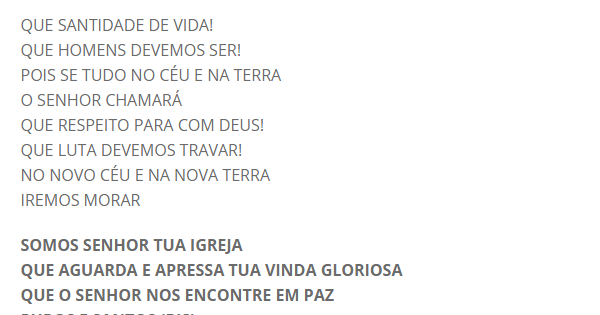 QUE SANTIDADE DE VIDA!
QUE HOMENS DEVEMOS SER!
POIS SE TUDO NO CÉU E NA TERRA
O SENHOR CHAMARÁ
QUE RESPEITO PARA COM DEUS!
QUE LUTA DEVEMOS TRAVAR!
NO NOVO CÉU E NA NOVA TERRA
IREMOS MORAR
SOMOS SENHOR TUA IGREJA
QUE AGUARDA E APRESSA TUA VINDA GLORIOSA
QUE O SENHOR NOS ENCONTRE EM PAZ